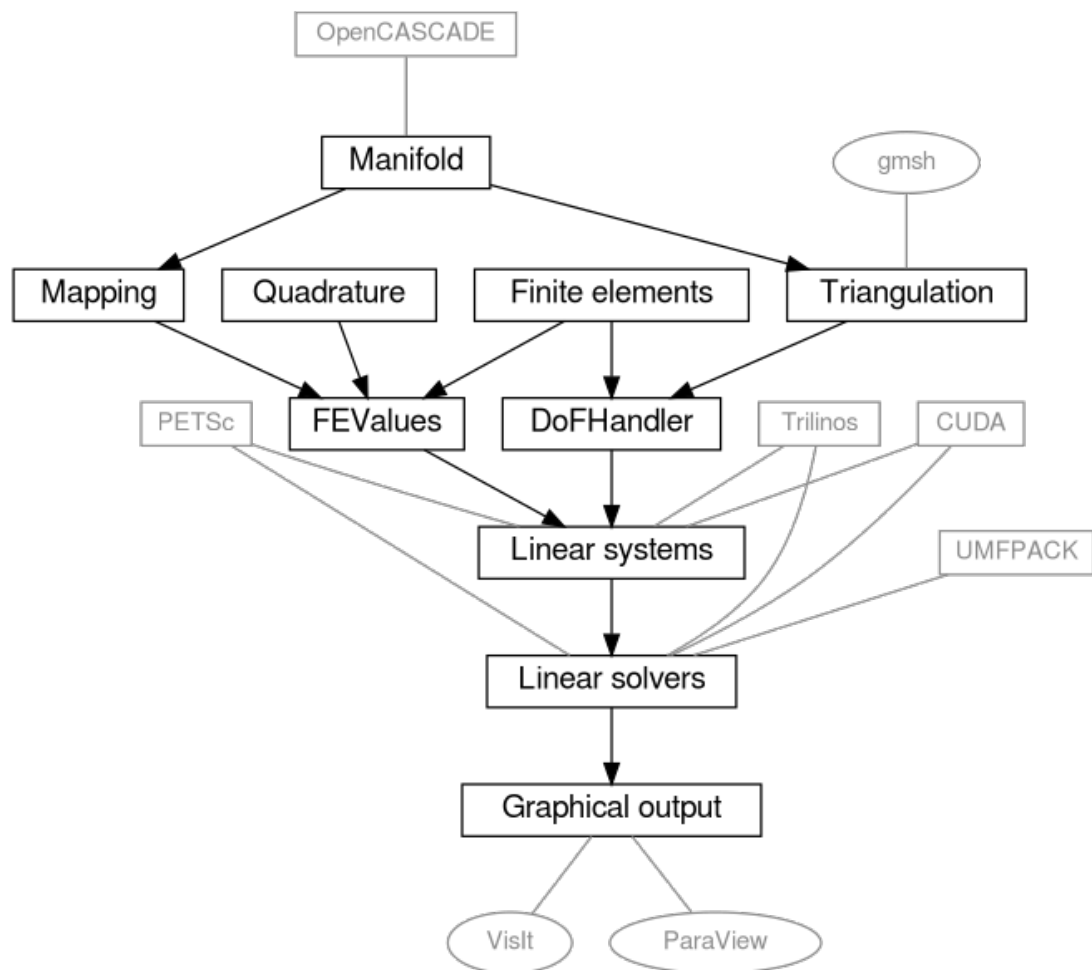 OpenCASCADE
Manifold
gmsh
Mapping
Quadrature
Finite elements
Triangulation
PETSc
FEValues
DoFHandler
Trilinos
CUDA
Linear systems
UMFPACK
Linear solvers
Graphical output
VisIt
ParaView